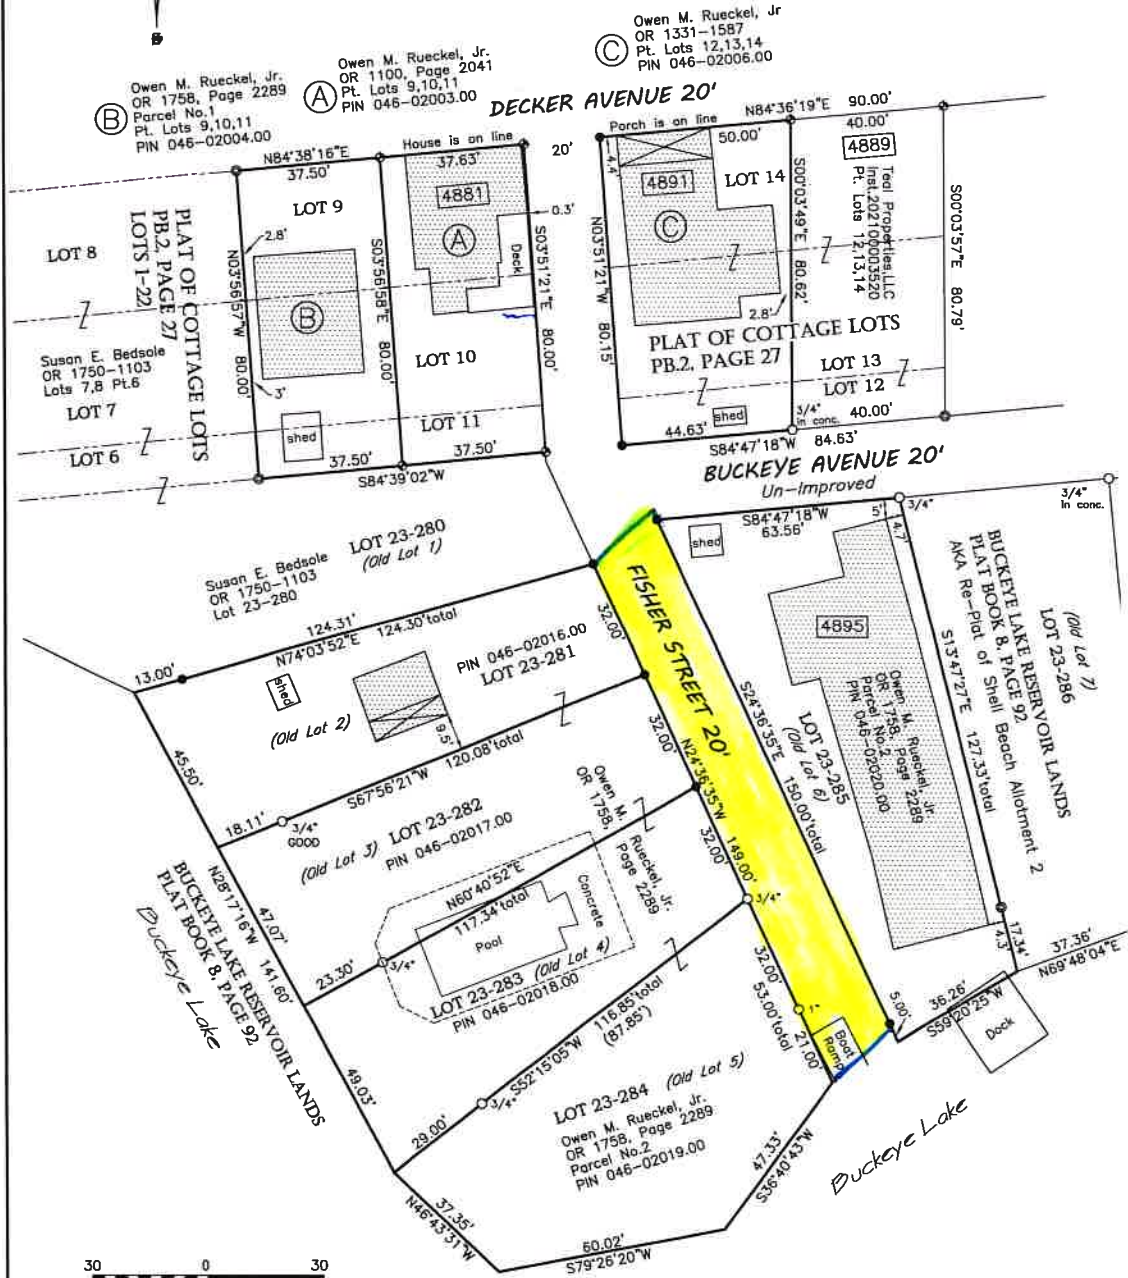 Owen M. Rueckel, Jr.
OR 1758, Page 2289
Parcel No.1
Pt. Lots 9,10,11
PIN 046-02004.00
B
Owen M. Rueckel, Jr.
OR 1100, Page 2041
Pt. Lots 9,10,11
PIN 046-02003.00
A
Owen M. Rueckel, Jr
OR 1331-1587
Pt. Lots 12,13,14
PIN 046-02006.00
C
DECKER AVENUE 20'
N84°38'16"E
37.50'
House is on line
37.63'
20'
Porch is on line
50.00'
N84°36'19"E 90.00'
40.00'
4889
Teal Properties,LLC
Inst.202100003520
Pt. Lots 12,13,14
LOT 8
PLAT OF COTTAGE LOTS
PB.2, PAGE 27
LOTS 1-22
LOT 9
2.8'
N03°56'57"W 80.00'
B
3'
shed
37.50'
S03°56'58"E 80.00'
4881
A
Deck
0.3'
S03°51'21"E 80.00'
LOT 10
LOT 11
37.50'
S84°39'02"W
4.4'
4891
C
LOT 14
N03°51'21"W 80.15'
S00°03'49"E 80.62'
S00°03'57"E 80.79'
2.8'
PLAT OF COTTAGE LOTS
PB.2, PAGE 27
LOT 13
LOT 12
shed
44.63'
3/4"
in conc.
40.00'
S84°47'18"W 84.63'
Susan E. Bedsole
OR 1750-1103
Lots 7,8 Pt.6
LOT 7
LOT 6
BUCKEYE AVENUE 20'
Un-Improved
S84°47'18"W
63.56'
3/4"
3/4"
in conc.
shed
5'
4.7'
LOT 23-280
(Old Lot 1)
Susan E. Bedsole
OR 1750-1103
Lot 23-280
124.31'
N74°03'52"E 124.30'total
13.00'
shed
PIN 046-02016.00
LOT 23-281
(Old Lot 2)
9.5'
32.00'
FISHER STREET 20'
S24°36'35"E 150.00'total
4895
Owen M. Rueckel, Jr.
OR 1758, Page 2289
Parcel No.2
PIN 046-02020.00
LOT 23-285
(Old Lot 6)
S13°47'27"E 127.33'total
BUCKEYE LAKE RESERVOIR LANDS
PLAT BOOK 8, PAGE 92
AKA Re-Plat of Shell Beach Allotment 2
(Old Lot 7)
LOT 23-286
45.50'
S67°56'21"W 120.08'total
18.11'
3/4"
GOOD
32.00'
N24°36'35"W 149.00'
(Old Lot 3) LOT 23-282
PIN 046-02017.00
Owen M. Rueckel, Jr.
OR 1758, Page 2289
32.00'
N60°40'52"E
117.34'total
Pool
Concrete
3/4"
23.30'
3/4"
LOT 23-283 (Old Lot 4)
PIN 046-02018.00
47.07'
N28°17'16"W 141.60'
BUCKEYE LAKE RESERVOIR LANDS
PLAT BOOK 8, PAGE 92
Buckeye Lake
32.00'
53.00'total
1"
21.00'
Boat
Ramp
5.00'
17.34'
4.3'
37.36'
N69°48'04"E
36.26'
S59°20'25"W
Dock
116.85'total
S52°15'05"W
(87.85')
3/4"
29.00'
49.03'
LOT 23-284 (Old Lot 5)
Owen M. Rueckel, Jr.
OR 1758, Page 2289
Parcel No.2
PIN 046-02019.00
47.33'
S36°40'43"W
Buckeye Lake
37.35'
N46°43'31"W
60.02'
S79°26'20"W
30 0 30